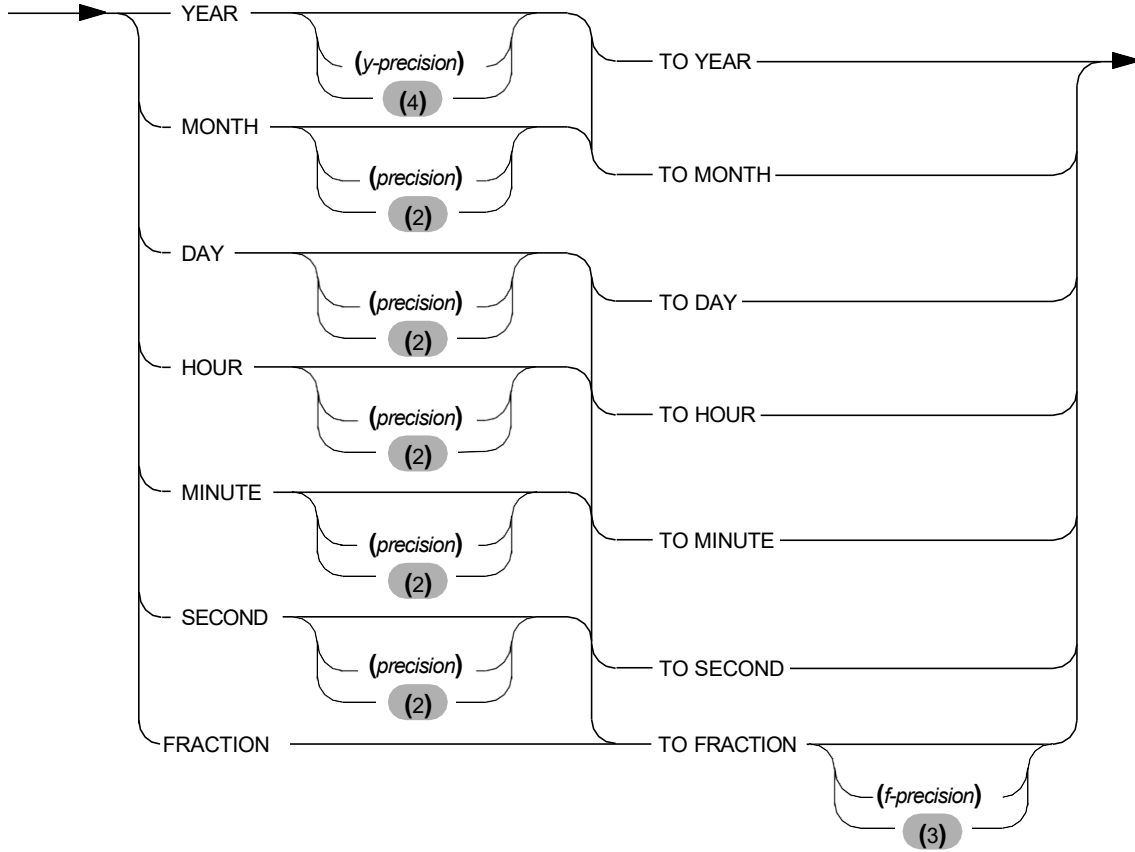 YEAR
(y-precision)
TO YEAR
(4)
MONTH
(precision)
TO MONTH
(2)
DAY
(precision)
TO DAY
(2)
HOUR
(precision)
TO HOUR
(2)
MINUTE
(precision)
TO MINUTE
(2)
SECOND
(precision)
TO SECOND
(2)
FRACTION
TO FRACTION
(f-precision)
(3)